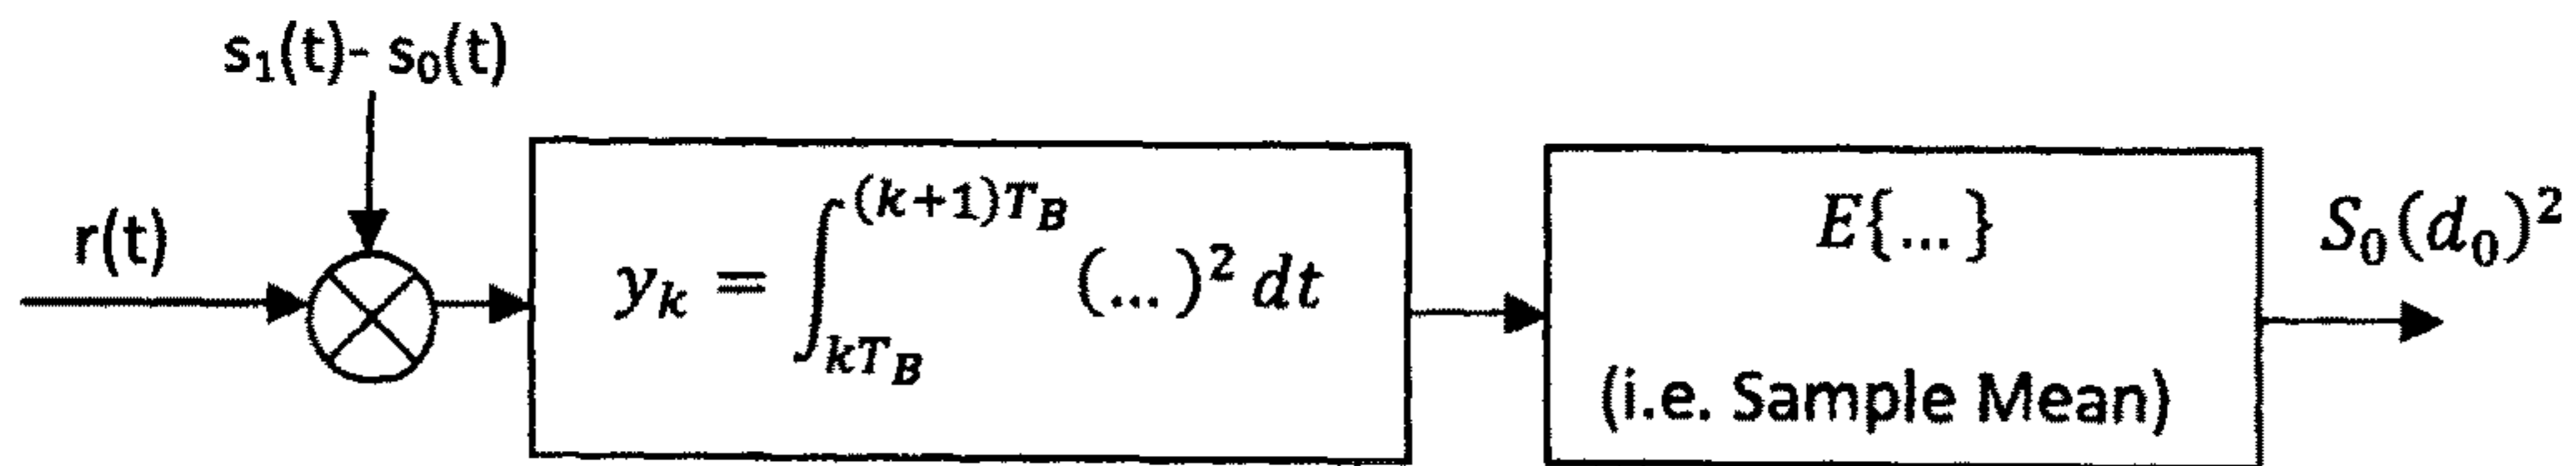 s₁(t)- s₀(t)
r(t)
y_k = ∫_{kT_B}^{(k+1)T_B} (...)² dt
E{...}
(i.e. Sample Mean)
S₀(d₀)²